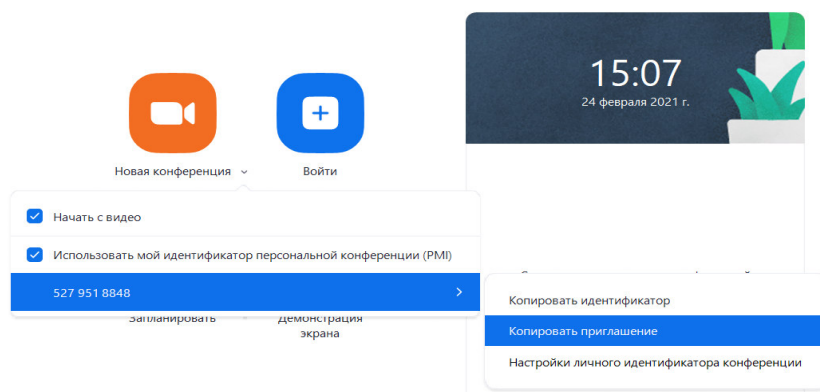 15:07
24 февраля 2021 г.
Новая конференция
Войти
Начать с видео
Использовать мой идентификатор персональной конференции (PMI)
527 951 8848
Копировать идентификатор
Копировать приглашение
Настройки личного идентификатора конференции
Запланировать
Демонстрация
экрана